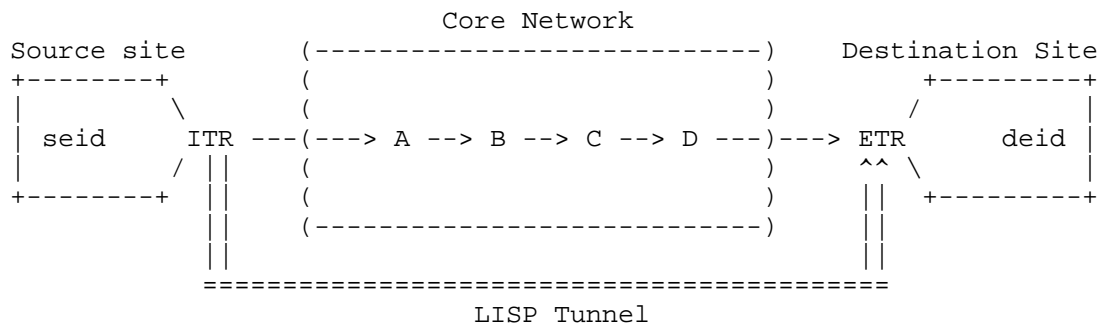 Core Network
Source site (----------------------------) Destination Site
+--------+ ( ) +---------+
| \ ( ) / |
| seid ITR ---(---> A --> B --> C --> D ---)---> ETR deid |
| / || ( ) ^^ \ |
+--------+ || ( ) || +---------+
|| (----------------------------) ||
|| ||
===========================================
LISP Tunnel